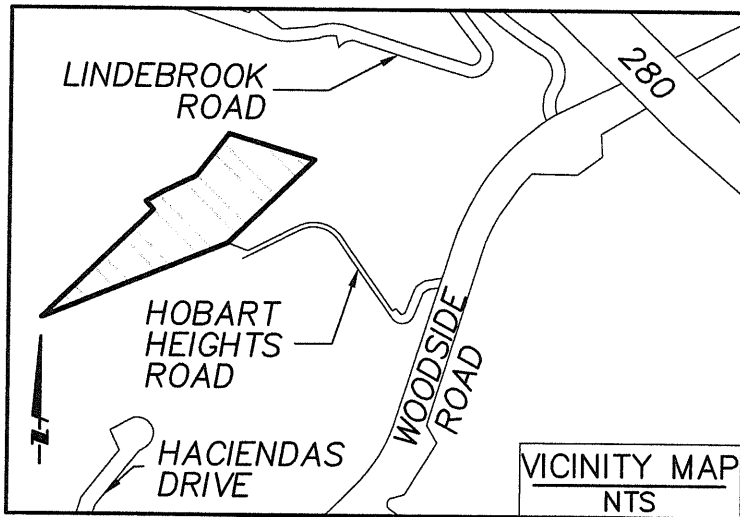 LINDEBROOK
ROAD
280
HOBART
HEIGHTS
ROAD
WOODSIDE
ROAD
N
HACIENDAS
DRIVE
VICINITY MAP
NTS